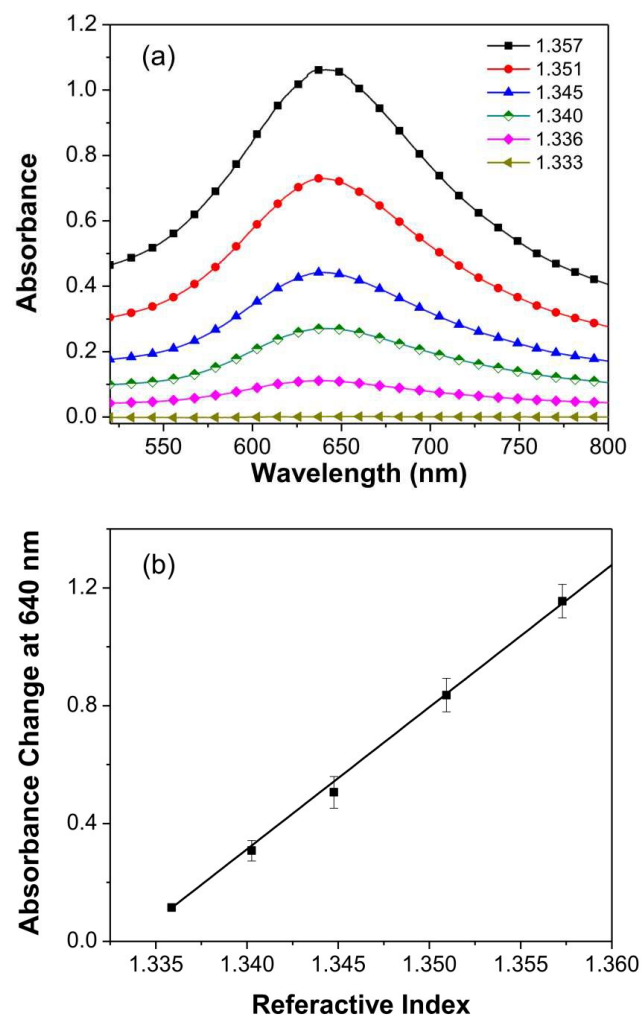 (a)
1.357
1.351
1.345
1.340
1.336
1.333
1.2
1.0
0.8
0.6
0.4
0.2
0.0
Absorbance
550 600 650 700 750 800
Wavelength (nm)
(b)
1.2
0.8
0.4
0.0
Absorbance Change at 640 nm
1.335 1.340 1.345 1.350 1.355 1.360
Referactive Index